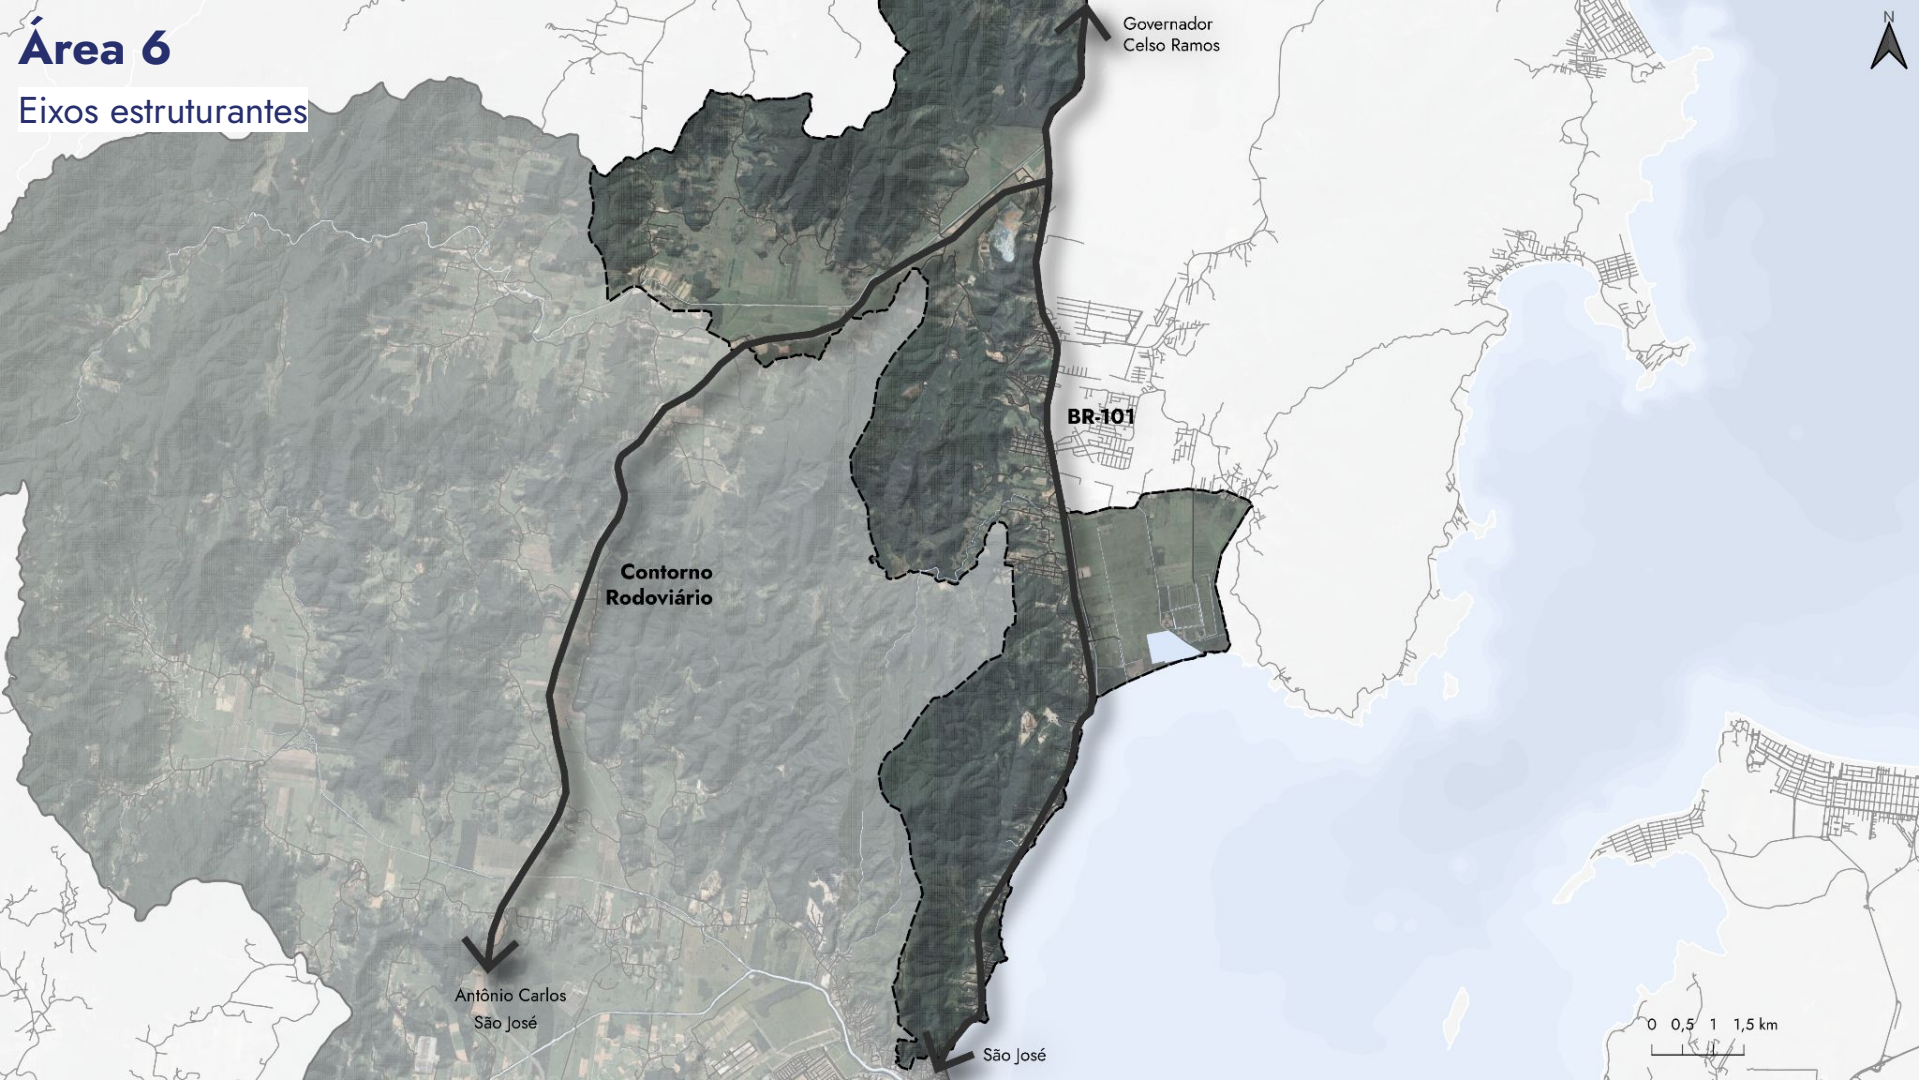 Área 6
Eixos estruturantes
Governador
Celso Ramos
N
BR-101
Contorno
Rodoviário
Antônio Carlos
São José
São José
0 0,5 1 1,5 km